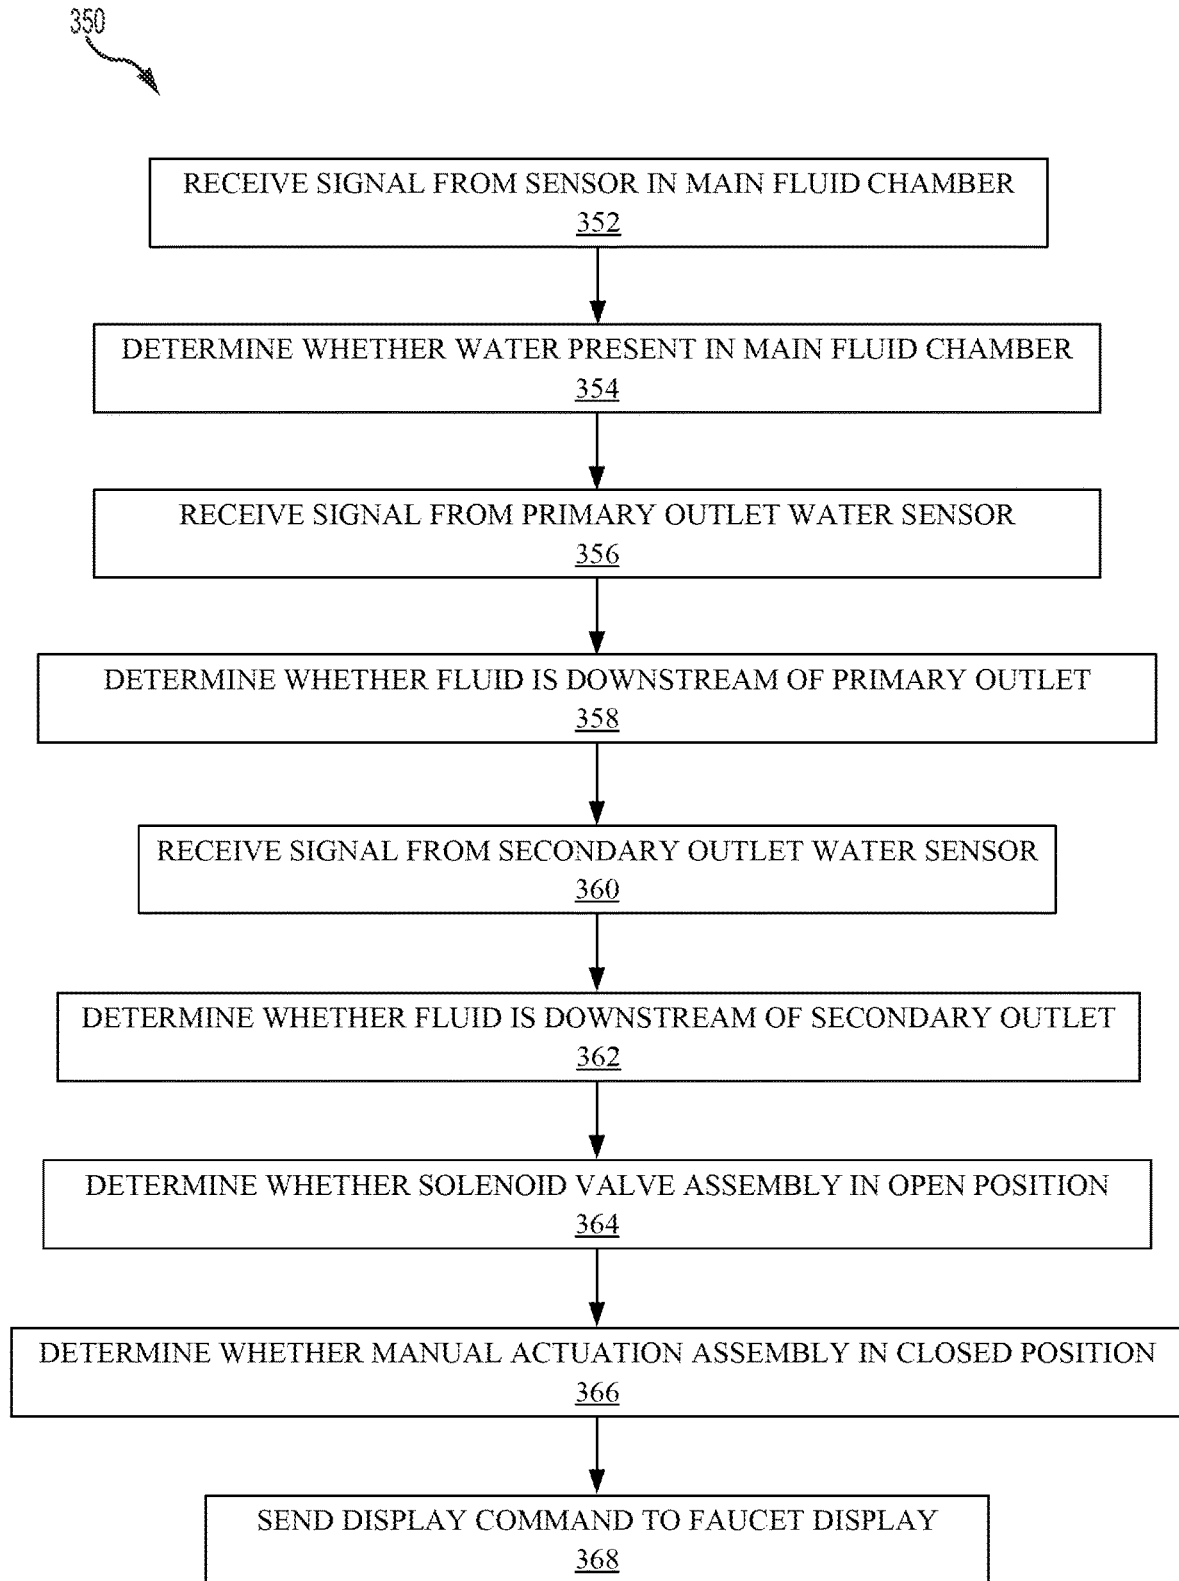 350
RECEIVE SIGNAL FROM SENSOR IN MAIN FLUID CHAMBER
352
DETERMINE WHETHER WATER PRESENT IN MAIN FLUID CHAMBER
354
RECEIVE SIGNAL FROM PRIMARY OUTLET WATER SENSOR
356
DETERMINE WHETHER FLUID IS DOWNSTREAM OF PRIMARY OUTLET
358
RECEIVE SIGNAL FROM SECONDARY OUTLET WATER SENSOR
360
DETERMINE WHETHER FLUID IS DOWNSTREAM OF SECONDARY OUTLET
362
DETERMINE WHETHER SOLENOID VALVE ASSEMBLY IN OPEN POSITION
364
DETERMINE WHETHER MANUAL ACTUATION ASSEMBLY IN CLOSED POSITION
366
SEND DISPLAY COMMAND TO FAUCET DISPLAY
368